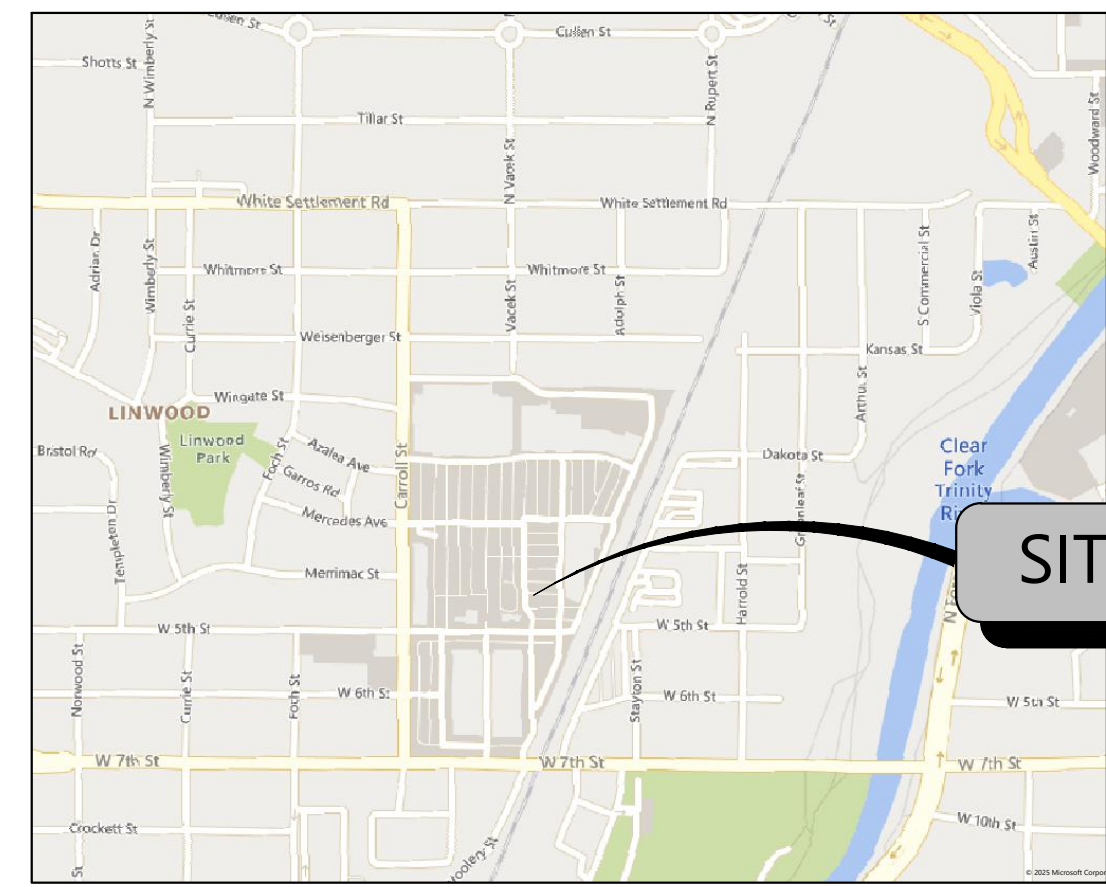 Cullen St
Shotts St
N Wimberly St
Tillar St
N Vacek St
N Rupert St
Woodward St
White Settlement Rd
White Settlement Rd
Adrian Dr
Wimberly St
Whitmore St
Whitmore St
Currie St
Vacek St
Adolph St
S Commercial St
Viola St
Austin St
Weisenberger St
Kansas St
Arthur St
Wingate St
LINWOOD
Linwood
Park
Bristol Rd
Wimberly St
Foch St
Azalea Ave
Garros Rd
Carroll St
Mercedes Ave
Dakota St
Greenleaf St
Clear
Fork
Trinity
Templeton Dr
Merrimac St
Harrold St
SIT
W 5th St
W 5th St
Norwood St
Currie St
Foch St
W 6th St
Stayton St
W 6th St
W 5th St
W 7th St
W 7th St
W 7th St
Crockett St
W 10th St
St
© 2025 Microsoft Corpor